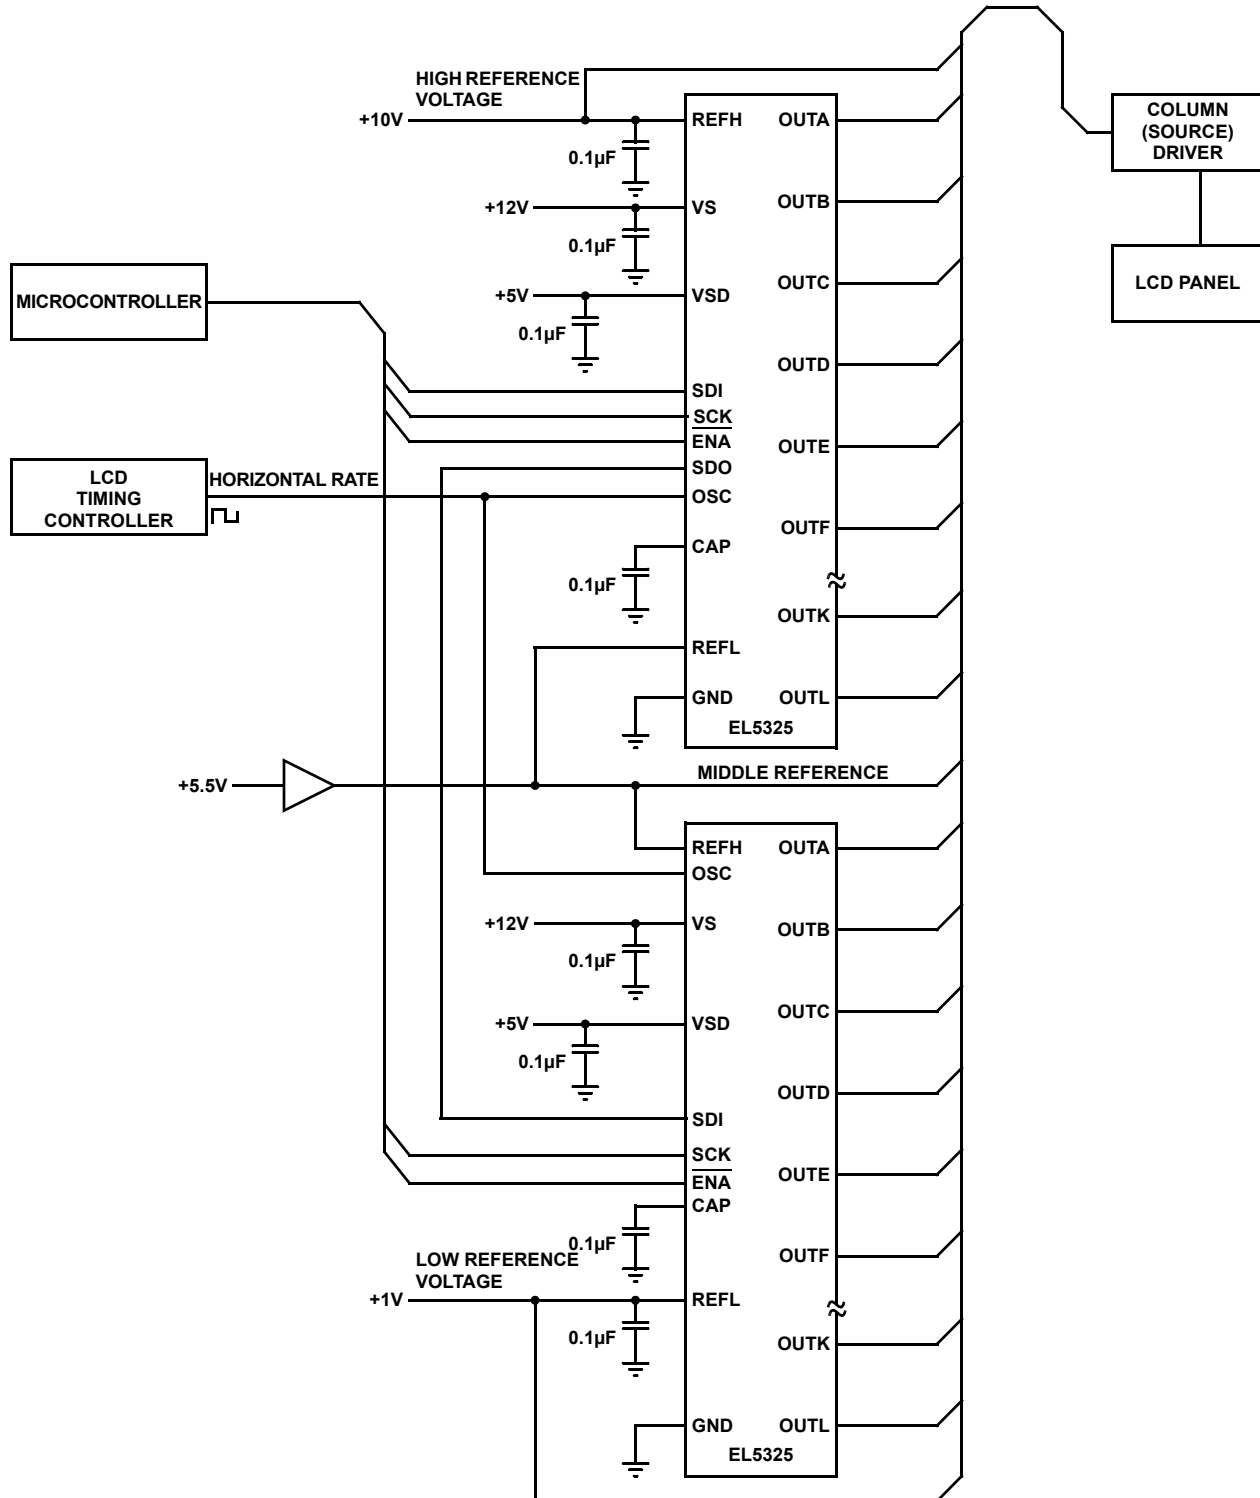 HIGH REFERENCE
VOLTAGE
+10V
REFH
OUTA
0.1µF
+12V
VS
OUTB
0.1µF
+5V
VSD
OUTC
0.1µF
OUTD
COLUMN
(SOURCE)
DRIVER
LCD PANEL
MICROCONTROLLER
SDI
SCK
ENA
OUTE
SDO
LCD
TIMING
CONTROLLER
HORIZONTAL RATE
OSC
OUTF
CAP
0.1µF
OUTK
REFL
GND
OUTL
EL5325
+5.5V
MIDDLE REFERENCE
REFH
OUTA
OSC
+12V
VS
OUTB
0.1µF
+5V
VSD
OUTC
0.1µF
OUTD
SDI
SCK
OUTE
ENA
CAP
0.1µF
OUTF
LOW REFERENCE
VOLTAGE
+1V
REFL
0.1µF
OUTK
GND
OUTL
EL5325